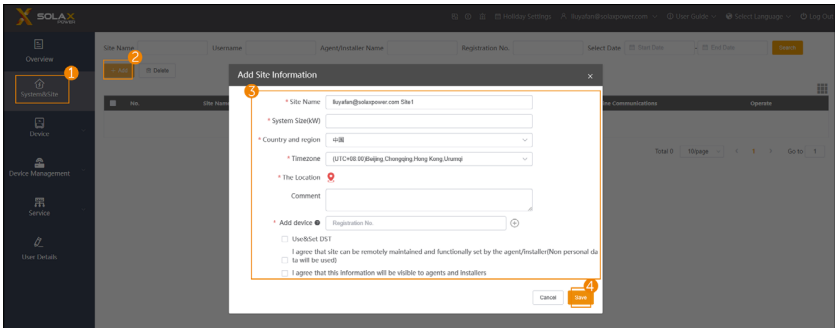 SOLAX
POWER
Holiday Settings liuyafan@solaxpower.com User Guide Select Language Log Out
Overview
1
System&Site
Device
Device Management
Service
User Details
Site Name Username Agent/Installer Name Registration No. Select Date Start Date End Date Search
2
+ Add Delete
No. Site Name Communications Operate
Total 0 10/page < 1 > Go to 1
Add Site Information ×
3
* Site Name liuyafan@solaxpower.com Site1
* System Size(kW)
* Country and region 中国
* Timezone (UTC+08:00)Beijing,Chongqing,Hong Kong,Urumqi
* The Location
Comment
* Add device Registration No.
Use&Set DST
I agree that site can be remotely maintained and functionally set by the agent/installer(Non personal da
ta will be used)
I agree that this information will be visible to agents and installers
4
Cancel Save